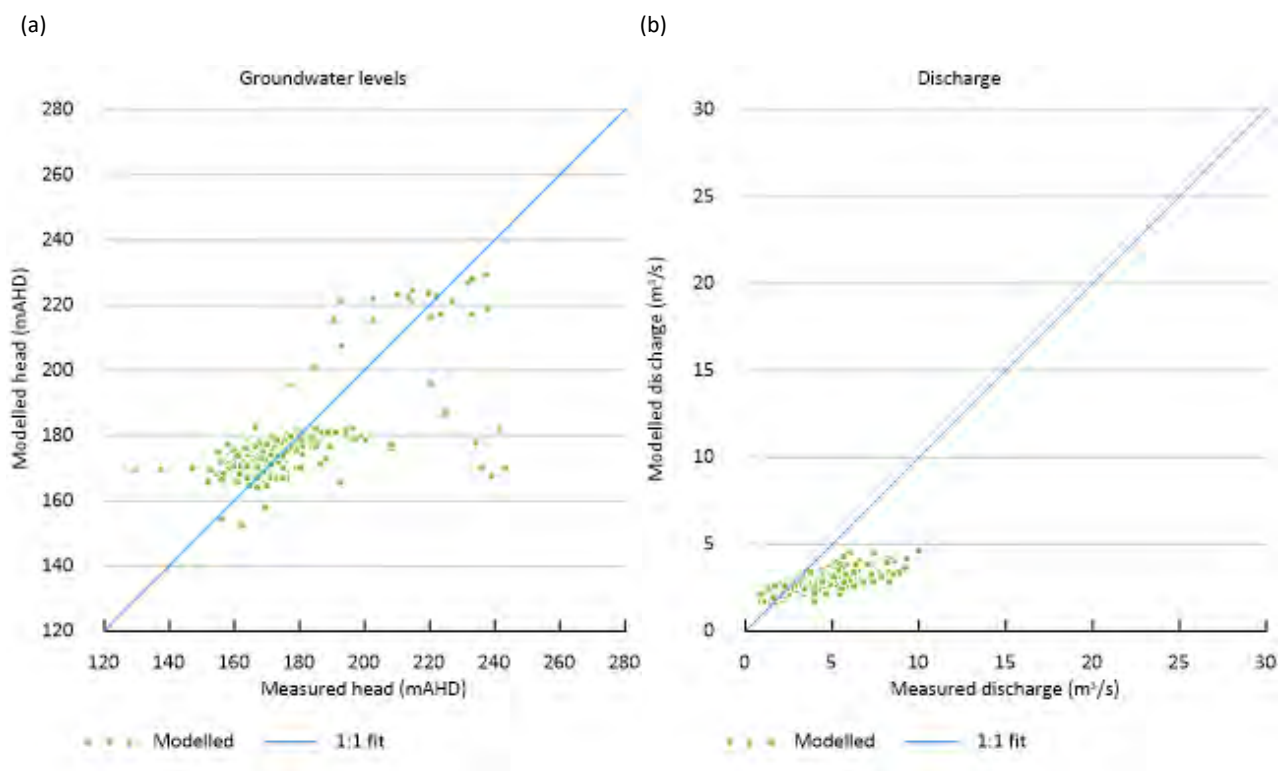 (a)
Groundwater levels
280
260
240
220
200
180
160
140
120
Modelled head (mAHD)
120 140 160 180 200 220 240 260 280
Measured head (mAHD)
Modelled 1:1 fit
(b)
Discharge
30
25
20
15
10
5
0
Modelled discharge (m³/s)
0 5 10 15 20 25 30
Measured discharge (m³/s)
Modelled 1:1 fit